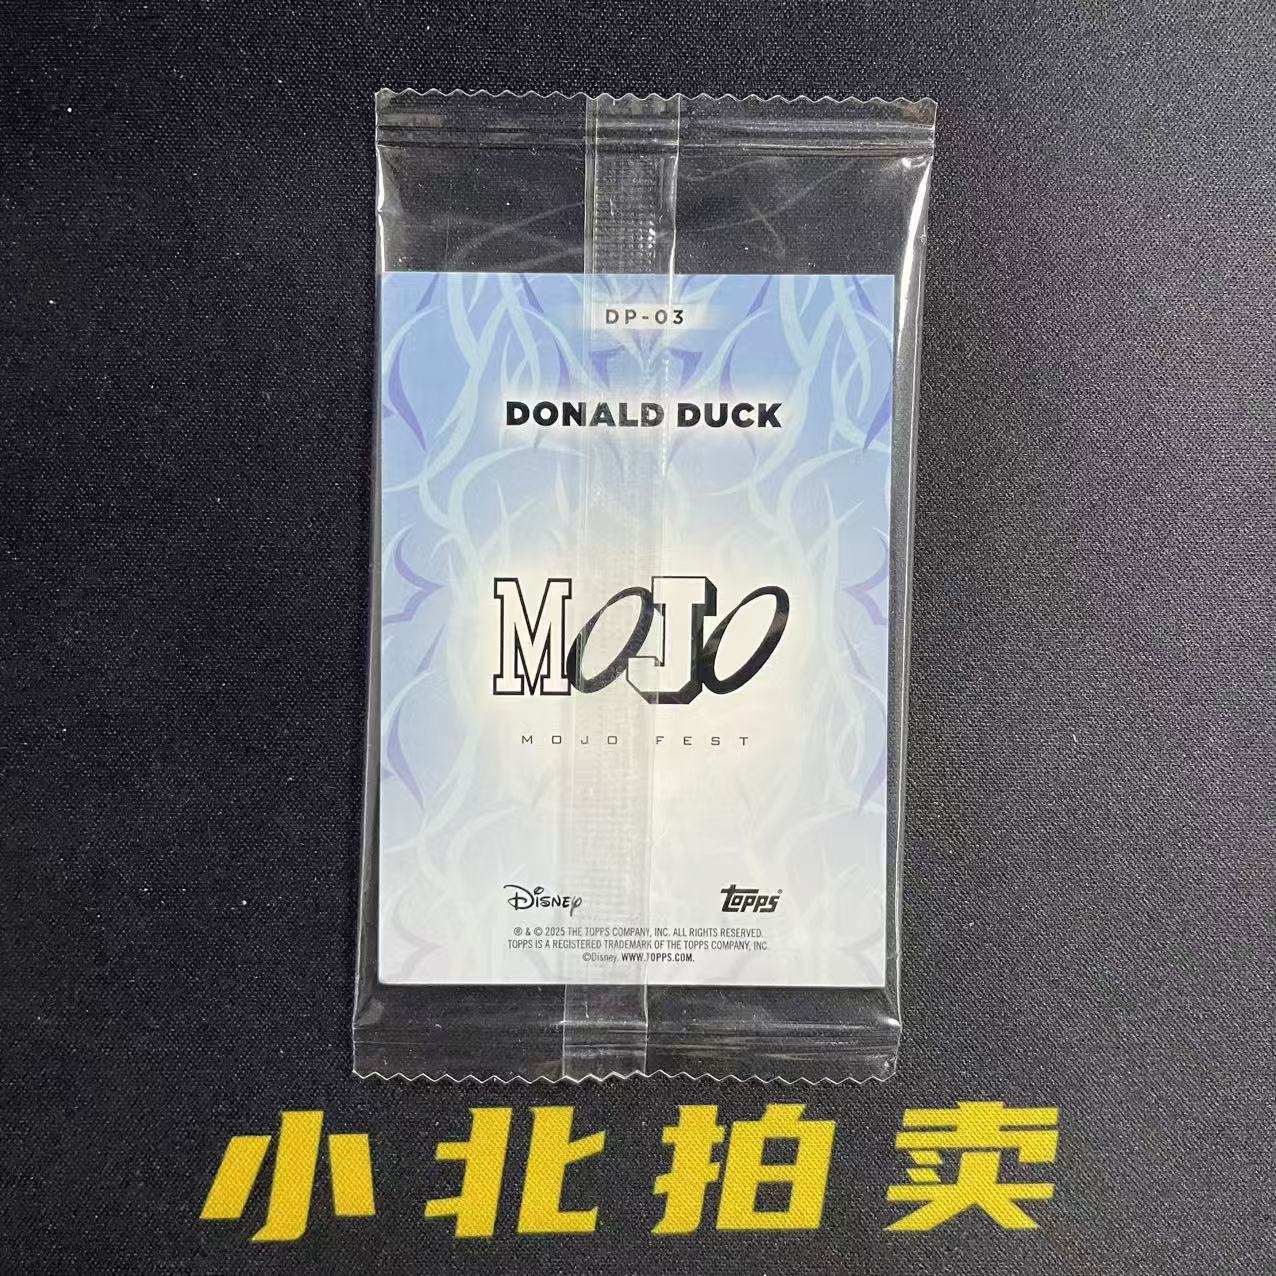 DP-03
DONALD DUCK
MOJO
MOJO FEST
Disney topps®
® & © 2025 THE TOPPS COMPANY, INC. ALL RIGHTS RESERVED.
TOPPS IS A REGISTERED TRADEMARK OF THE TOPPS COMPANY, INC.
©Disney. WWW.TOPPS.COM.
小北拍卖